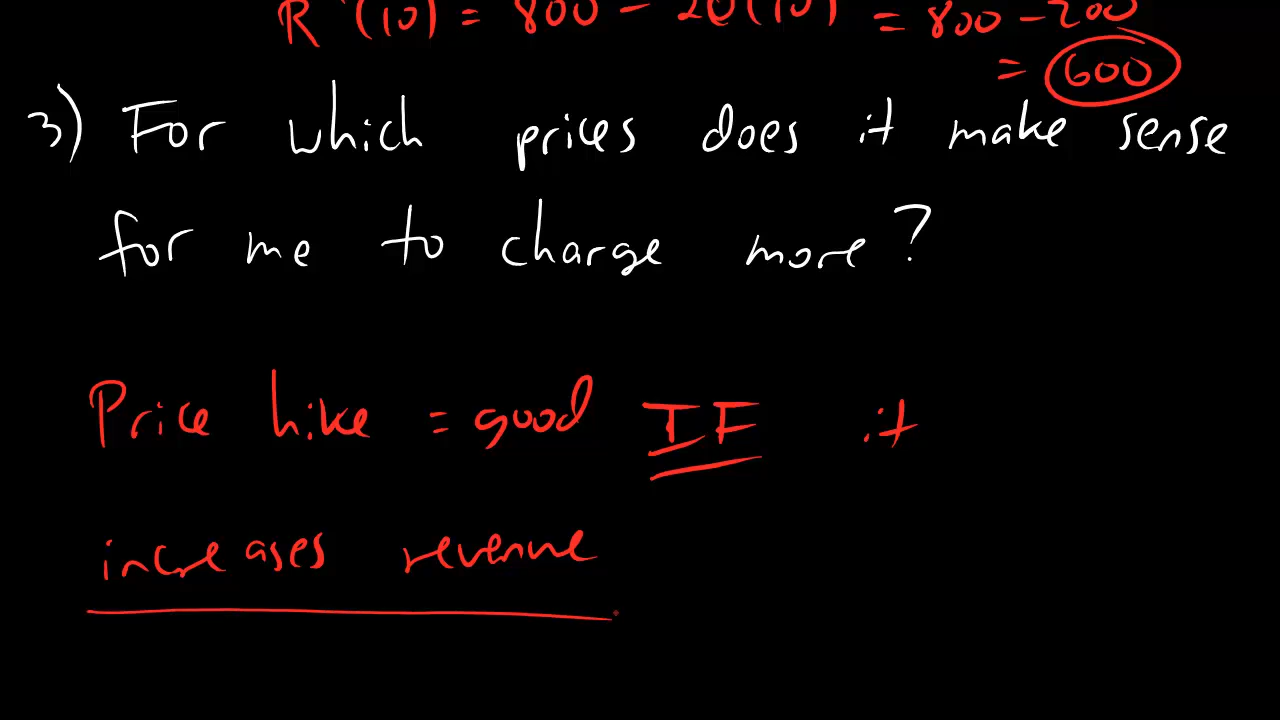 R'(10) = 800 - 20(10) = 800 - 200
= 600
3) For which prices does it make sense
for me to charge more?
Price hike = good IF it
increases revenue